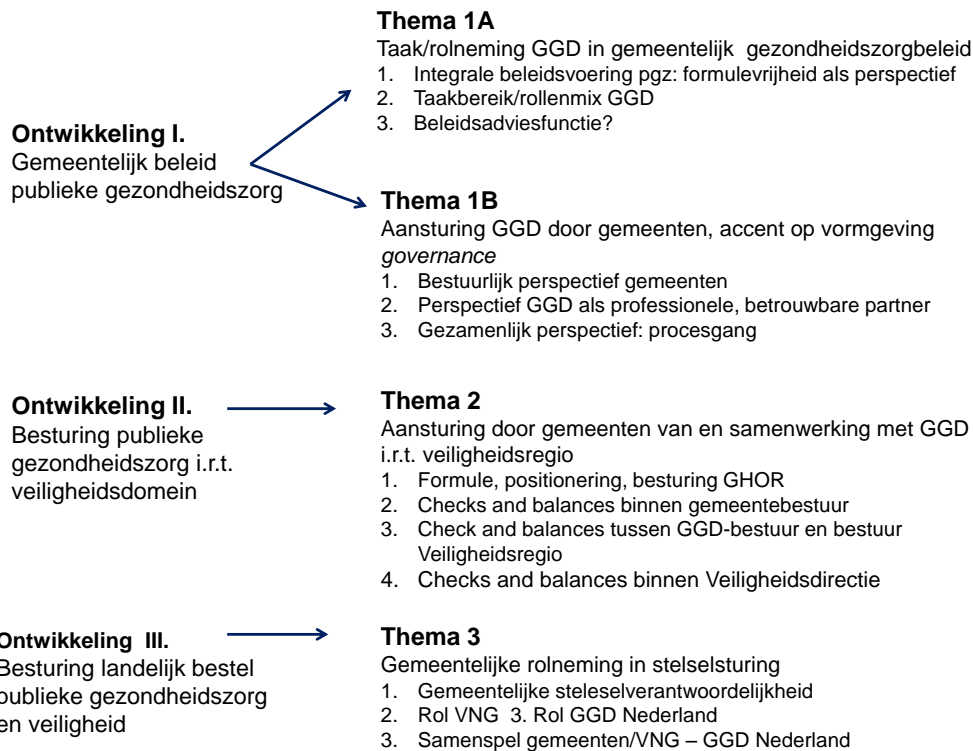 Thema 1A
Taak/rolneming GGD in gemeentelijk gezondheidszorgbeleid
1. Integrale beleidsvoering pgz: formulevrijheid als perspectief
2. Taakbereik/rollenmix GGD
3. Beleidsadviesfunctie?
Ontwikkeling I.
Gemeentelijk beleid
publieke gezondheidszorg
Thema 1B
Aansturing GGD door gemeenten, accent op vormgeving
governance
1. Bestuurlijk perspectief gemeenten
2. Perspectief GGD als professionele, betrouwbare partner
3. Gezamenlijk perspectief: procesgang
Ontwikkeling II.
Besturing publieke
gezondheidszorg i.r.t.
veiligheidsdomein
Thema 2
Aansturing door gemeenten van en samenwerking met GGD
i.r.t. veiligheidsregio
1. Formule, positionering, besturing GHOR
2. Checks and balances binnen gemeentebestuur
3. Check and balances tussen GGD-bestuur en bestuur
Veiligheidsregio
4. Checks and balances binnen Veiligheidsdirectie
Ontwikkeling III.
Besturing landelijk bestel
publieke gezondheidszorg
en veiligheid
Thema 3
Gemeentelijke rolneming in stelselsturing
1. Gemeentelijke steleselverantwoordelijkheid
2. Rol VNG 3. Rol GGD Nederland
3. Samenspel gemeenten/VNG – GGD Nederland